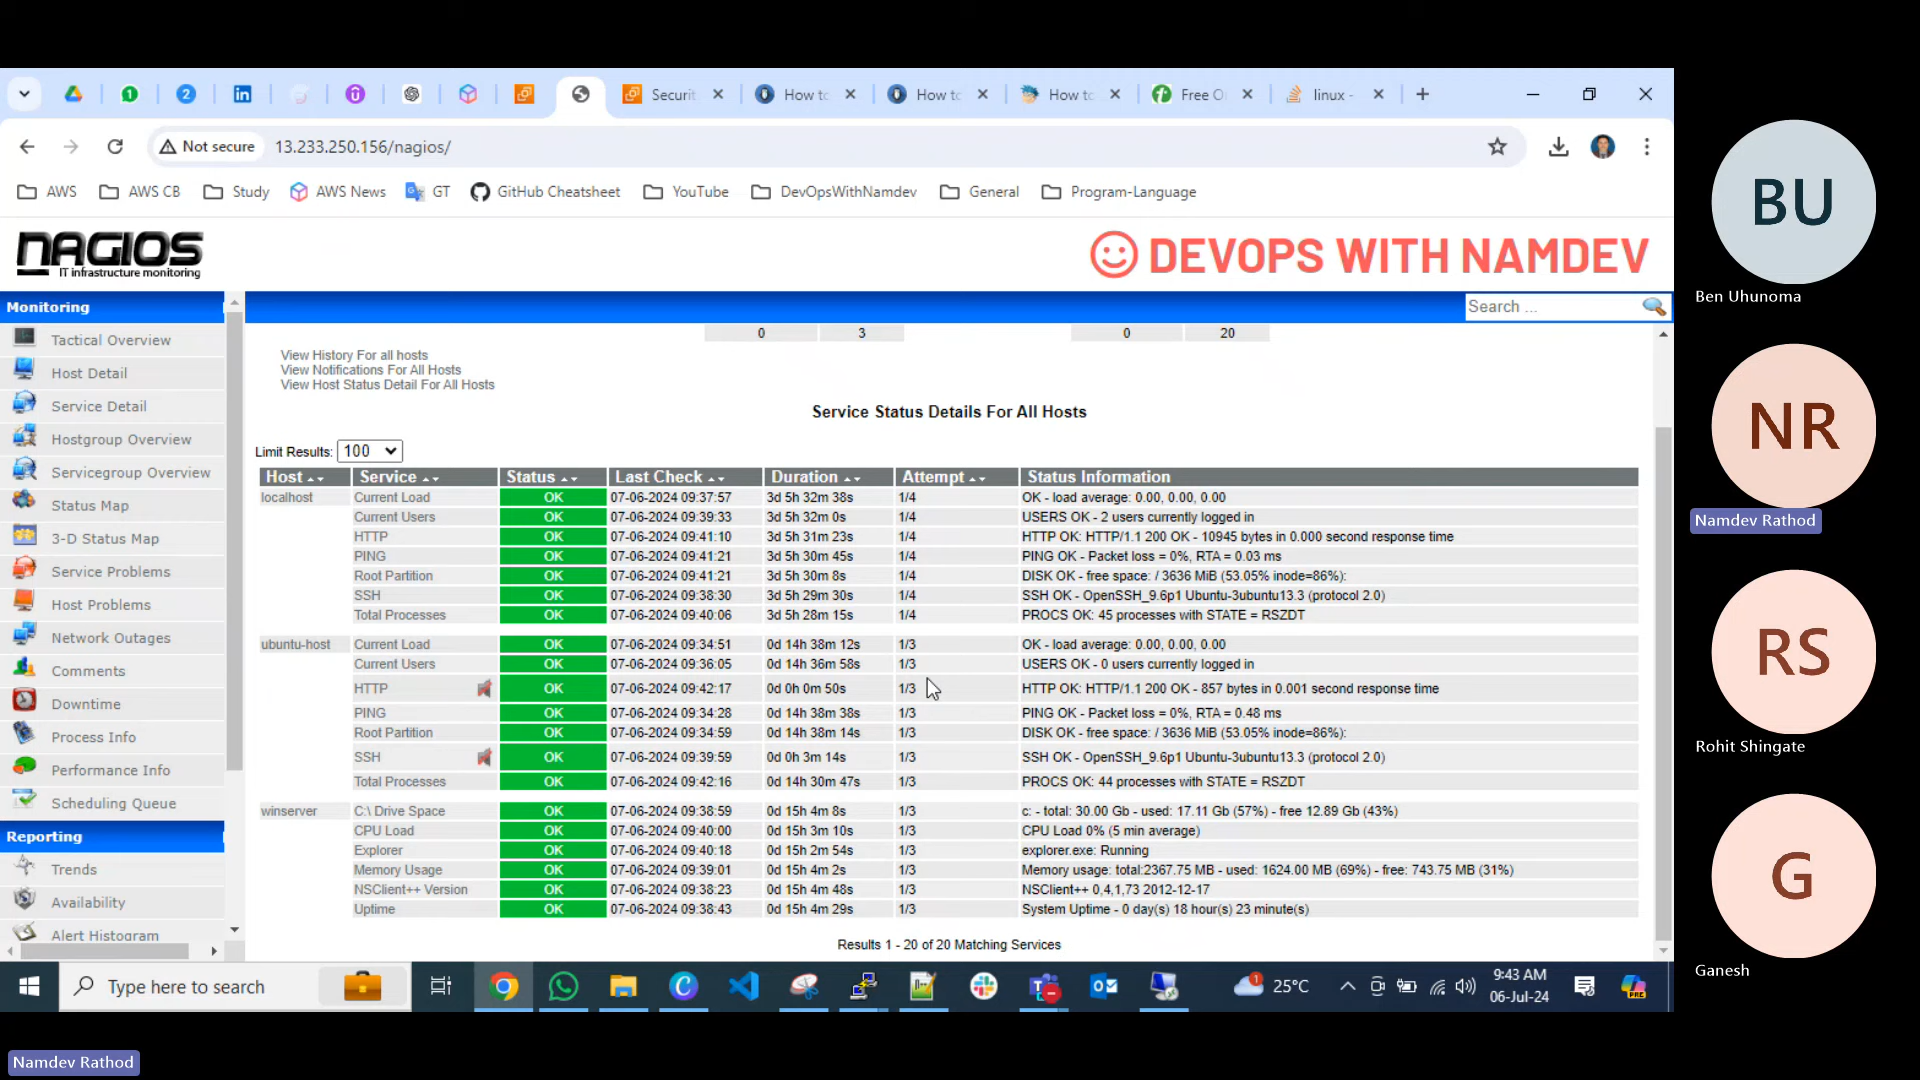 1
2
Securit
How to
How to
How to
Free O
linux -
Not secure
13.233.250.156/nagios/
AWS
AWS CB
Study
AWS News
GT
GitHub Cheatsheet
YouTube
DevOpsWithNamdev
General
Program-Language
NAGIOS
IT infrastructure monitoring
DEVOPS WITH NAMDEV
Monitoring
Search ...
Tactical Overview
Host Detail
Service Detail
Hostgroup Overview
Servicegroup Overview
Status Map
3-D Status Map
Service Problems
Host Problems
Network Outages
Comments
Downtime
Process Info
Performance Info
Scheduling Queue
Reporting
Trends
Availability
Alert Histogram
0 3 0 20
View History For all hosts
View Notifications For All Hosts
View Host Status Detail For All Hosts
Service Status Details For All Hosts
Limit Results: 100
Host Service Status Last Check Duration Attempt Status Information
localhost Current Load OK 07-06-2024 09:37:57 3d 5h 32m 38s 1/4 OK - load average: 0.00, 0.00, 0.00
Current Users OK 07-06-2024 09:39:33 3d 5h 32m 0s 1/4 USERS OK - 2 users currently logged in
HTTP OK 07-06-2024 09:41:10 3d 5h 31m 23s 1/4 HTTP OK: HTTP/1.1 200 OK - 10945 bytes in 0.000 second response time
PING OK 07-06-2024 09:41:21 3d 5h 30m 45s 1/4 PING OK - Packet loss = 0%, RTA = 0.03 ms
Root Partition OK 07-06-2024 09:41:21 3d 5h 30m 8s 1/4 DISK OK - free space: / 3636 MiB (53.05% inode=86%):
SSH OK 07-06-2024 09:38:30 3d 5h 29m 30s 1/4 SSH OK - OpenSSH_9.6p1 Ubuntu-3ubuntu13.3 (protocol 2.0)
Total Processes OK 07-06-2024 09:40:06 3d 5h 28m 15s 1/4 PROCS OK: 45 processes with STATE = RSZDT
ubuntu-host Current Load OK 07-06-2024 09:34:51 0d 14h 38m 12s 1/3 OK - load average: 0.00, 0.00, 0.00
Current Users OK 07-06-2024 09:36:05 0d 14h 36m 58s 1/3 USERS OK - 0 users currently logged in
HTTP OK 07-06-2024 09:42:17 0d 0h 0m 50s 1/3 HTTP OK: HTTP/1.1 200 OK - 857 bytes in 0.001 second response time
PING OK 07-06-2024 09:34:28 0d 14h 38m 38s 1/3 PING OK - Packet loss = 0%, RTA = 0.48 ms
Root Partition OK 07-06-2024 09:34:59 0d 14h 38m 14s 1/3 DISK OK - free space: / 3636 MiB (53.05% inode=86%):
SSH OK 07-06-2024 09:39:59 0d 0h 3m 14s 1/3 SSH OK - OpenSSH_9.6p1 Ubuntu-3ubuntu13.3 (protocol 2.0)
Total Processes OK 07-06-2024 09:42:16 0d 14h 30m 47s 1/3 PROCS OK: 44 processes with STATE = RSZDT
winserver C:\ Drive Space OK 07-06-2024 09:38:59 0d 15h 4m 8s 1/3 c: - total: 30.00 Gb - used: 17.11 Gb (57%) - free 12.89 Gb (43%)
CPU Load OK 07-06-2024 09:40:00 0d 15h 3m 10s 1/3 CPU Load 0% (5 min average)
Explorer OK 07-06-2024 09:40:18 0d 15h 2m 54s 1/3 explorer.exe: Running
Memory Usage OK 07-06-2024 09:39:01 0d 15h 4m 2s 1/3 Memory usage: total:2367.75 MB - used: 1624.00 MB (69%) - free: 743.75 MB (31%)
NSClient++ Version OK 07-06-2024 09:38:23 0d 15h 4m 48s 1/3 NSClient++ 0,4,1,73 2012-12-17
Uptime OK 07-06-2024 09:38:43 0d 15h 4m 29s 1/3 System Uptime - 0 day(s) 18 hour(s) 23 minute(s)
Results 1 - 20 of 20 Matching Services
Type here to search
1
25°C
9:43 AM
06-Jul-24
PRE
BU
Ben Uhunoma
NR
Namdev Rathod
RS
Rohit Shingate
G
Ganesh
Namdev Rathod